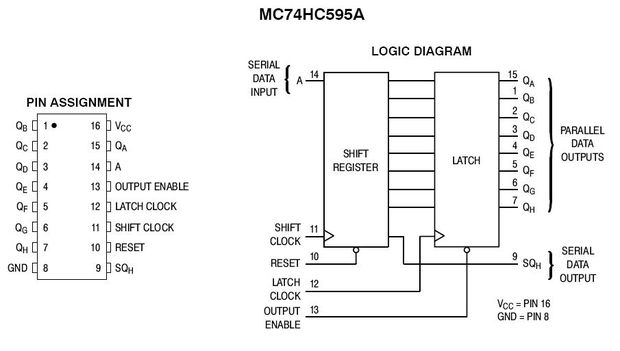 MC74HC595A
PIN ASSIGNMENT
QB 1 16 VCC
QC 2 15 QA
QD 3 14 A
QE 4 13 OUTPUT ENABLE
QF 5 12 LATCH CLOCK
QG 6 11 SHIFT CLOCK
QH 7 10 RESET
GND 8 9 SQH
LOGIC DIAGRAM
SERIAL
DATA
INPUT
A 14
SHIFT
REGISTER
LATCH
15 QA
1 QB
2 QC
3 QD
4 QE
5 QF
6 QG
7 QH
PARALLEL
DATA
OUTPUTS
SHIFT
CLOCK
11
RESET
10
LATCH
CLOCK
12
OUTPUT
ENABLE
13
9 SQH
SERIAL
DATA
OUTPUT
VCC = PIN 16
GND = PIN 8